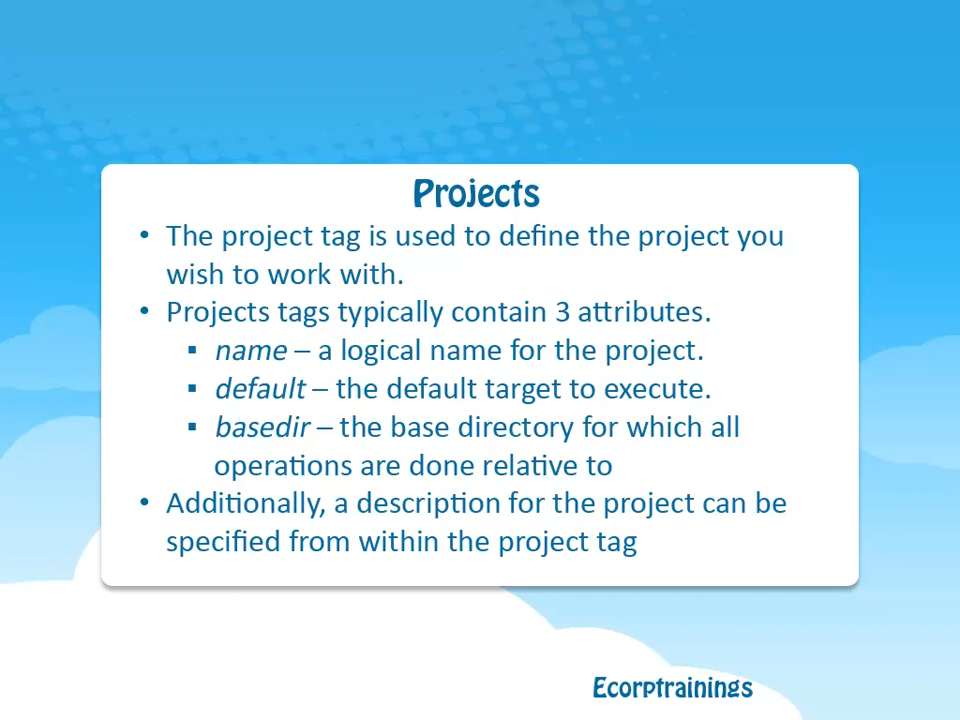 Projects
• The project tag is used to define the project you
wish to work with.
• Projects tags typically contain 3 attributes.
▪ name – a logical name for the project.
▪ default – the default target to execute.
▪ basedir – the base directory for which all
operations are done relative to
• Additionally, a description for the project can be
specified from within the project tag
Ecorptrainings